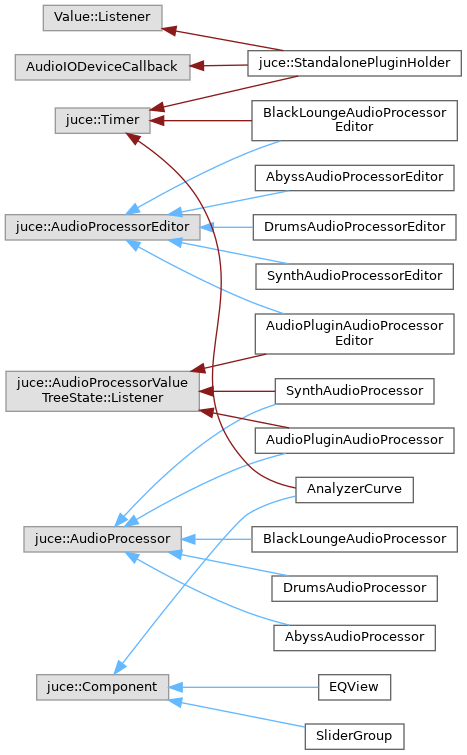 Value::Listener
AudioIODeviceCallback
juce::StandalonePluginHolder
juce::Timer
BlackLoungeAudioProcessor
Editor
AbyssAudioProcessorEditor
juce::AudioProcessorEditor
DrumsAudioProcessorEditor
SynthAudioProcessorEditor
AudioPluginAudioProcessor
Editor
juce::AudioProcessorValue
TreeState::Listener
SynthAudioProcessor
AudioPluginAudioProcessor
AnalyzerCurve
juce::AudioProcessor
BlackLoungeAudioProcessor
DrumsAudioProcessor
AbyssAudioProcessor
juce::Component
EQView
SliderGroup